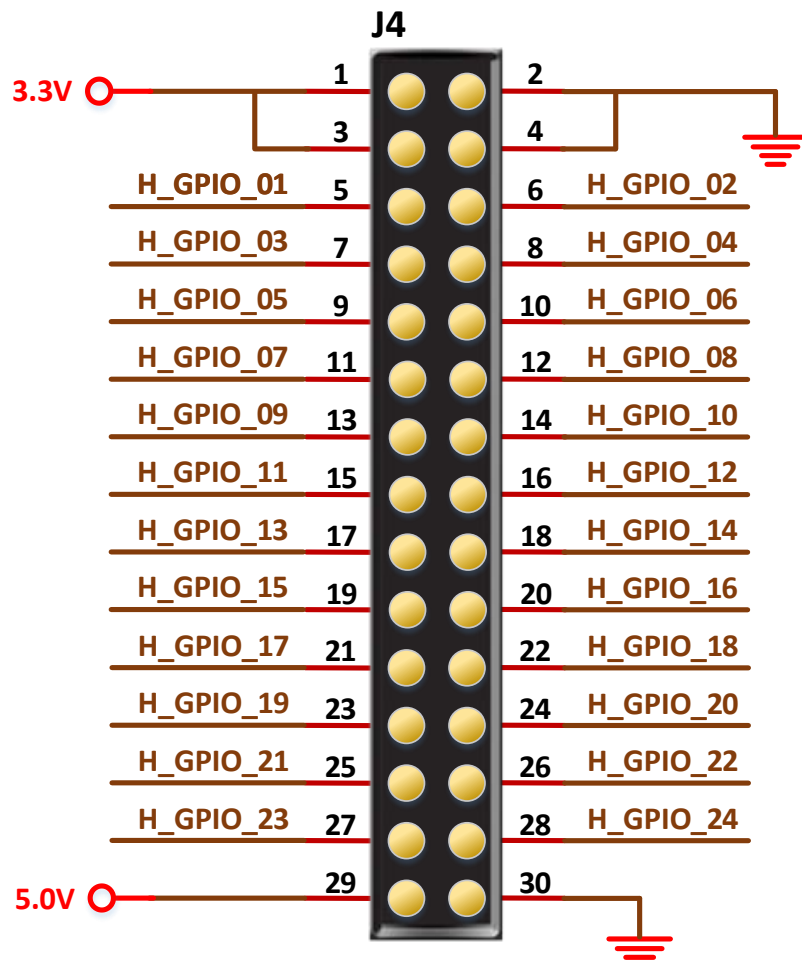 J4
3.3V 1 2
3 4
H_GPIO_01 5 6 H_GPIO_02
H_GPIO_03 7 8 H_GPIO_04
H_GPIO_05 9 10 H_GPIO_06
H_GPIO_07 11 12 H_GPIO_08
H_GPIO_09 13 14 H_GPIO_10
H_GPIO_11 15 16 H_GPIO_12
H_GPIO_13 17 18 H_GPIO_14
H_GPIO_15 19 20 H_GPIO_16
H_GPIO_17 21 22 H_GPIO_18
H_GPIO_19 23 24 H_GPIO_20
H_GPIO_21 25 26 H_GPIO_22
H_GPIO_23 27 28 H_GPIO_24
5.0V 29 30